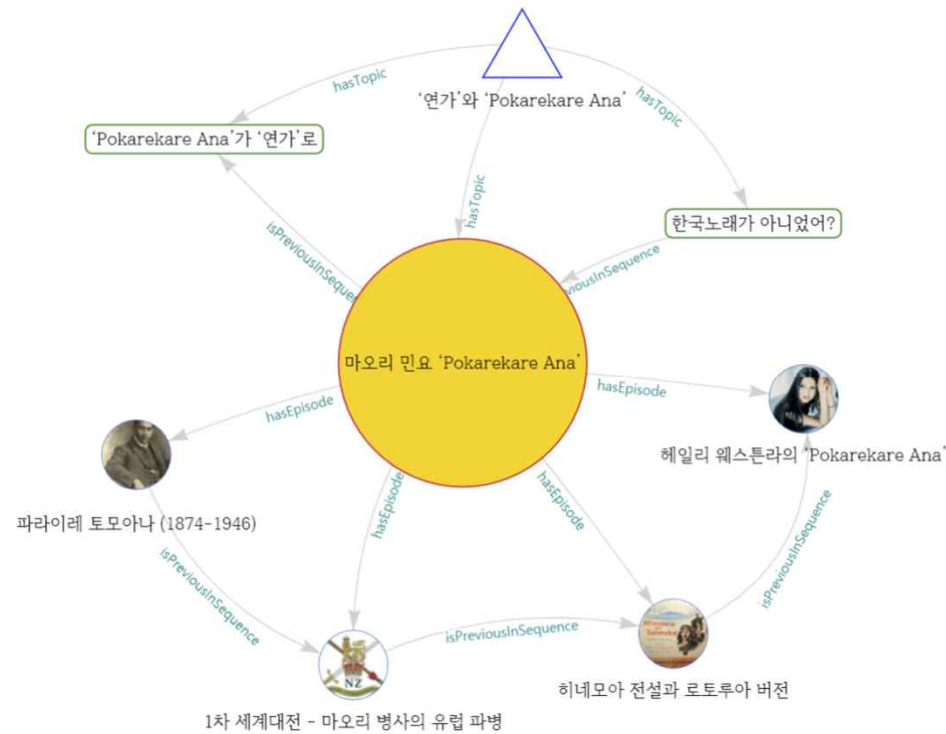 hasTopic
'연가'와 'Pokarekare Ana'
hasTopic
'Pokarekare Ana'가 '연가'로
hasTopic
한국노래가 아니었어?
isPreviousInSequen
viousInSequence
마오리 민요 'Pokarekare Ana'
hasEpisode
hasEpisode
헤일리 웨스튼라의 'Pokarekare Ana'
hasEpisode
hasEpisode
파라이레 토모아나 (1874-1946)
isPreviousInSequence
isPreviousInSequence
isPreviousInSequence
NZ
히네모아 전설과 로토루아 버전
1차 세계대전 - 마오리 병사의 유럽 파병